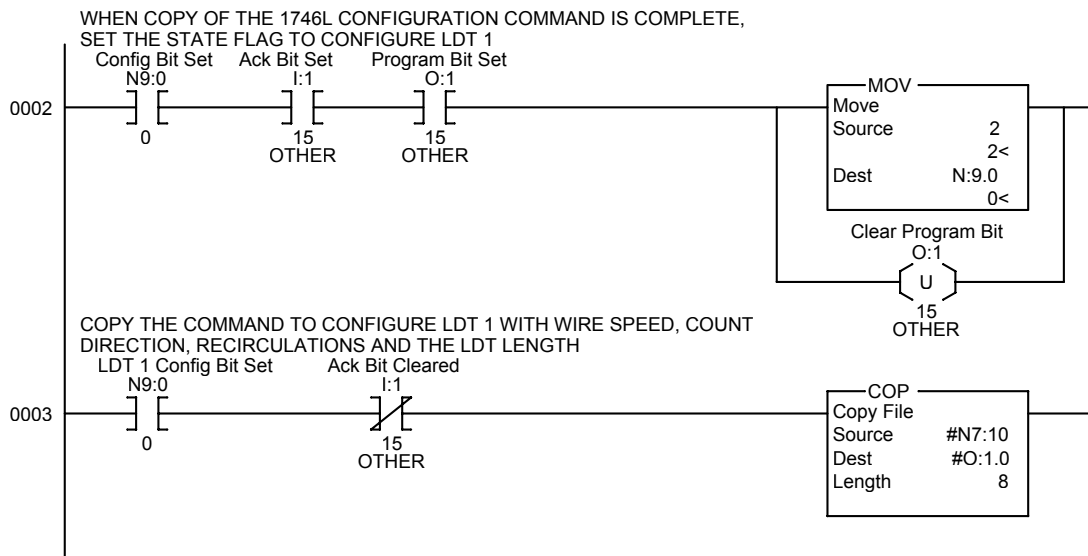 WHEN COPY OF THE 1746L CONFIGURATION COMMAND IS COMPLETE,
SET THE STATE FLAG TO CONFIGURE LDT 1
Config Bit Set Ack Bit Set Program Bit Set
N9:0 I:1 O:1
MOV
0002
Move
0 15 15
Source 2
OTHER OTHER
2<
Dest N:9.0
0<
Clear Program Bit
O:1
U
15
OTHER
COPY THE COMMAND TO CONFIGURE LDT 1 WITH WIRE SPEED, COUNT
DIRECTION, RECIRCULATIONS AND THE LDT LENGTH
LDT 1 Config Bit Set Ack Bit Cleared
N9:0 I:1
COP
0003
Copy File
0 15
Source #N7:10
OTHER
Dest #O:1.0
Length 8